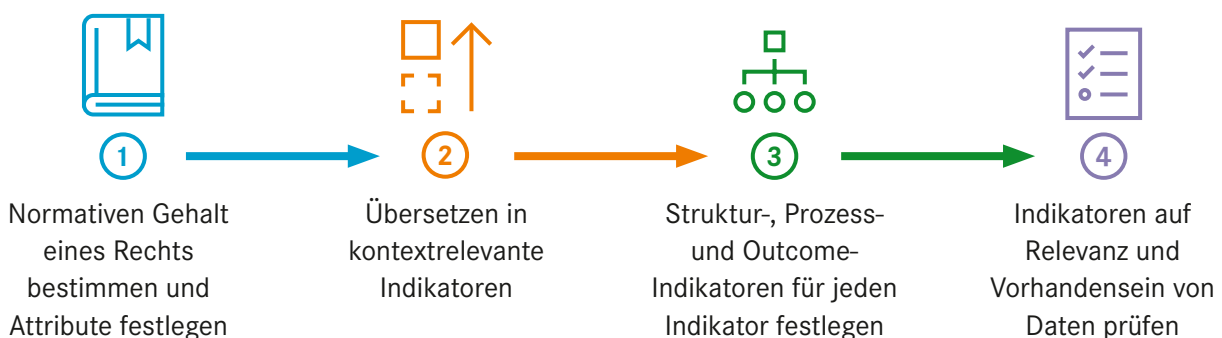 1
Normativen Gehalt
eines Rechts
bestimmen und
Attribute festlegen
2
Übersetzen in
kontextrelevante
Indikatoren
3
Struktur-, Prozess-
und Outcome-
Indikatoren für jeden
Indikator festlegen
4
Indikatoren auf
Relevanz und
Vorhandensein von
Daten prüfen